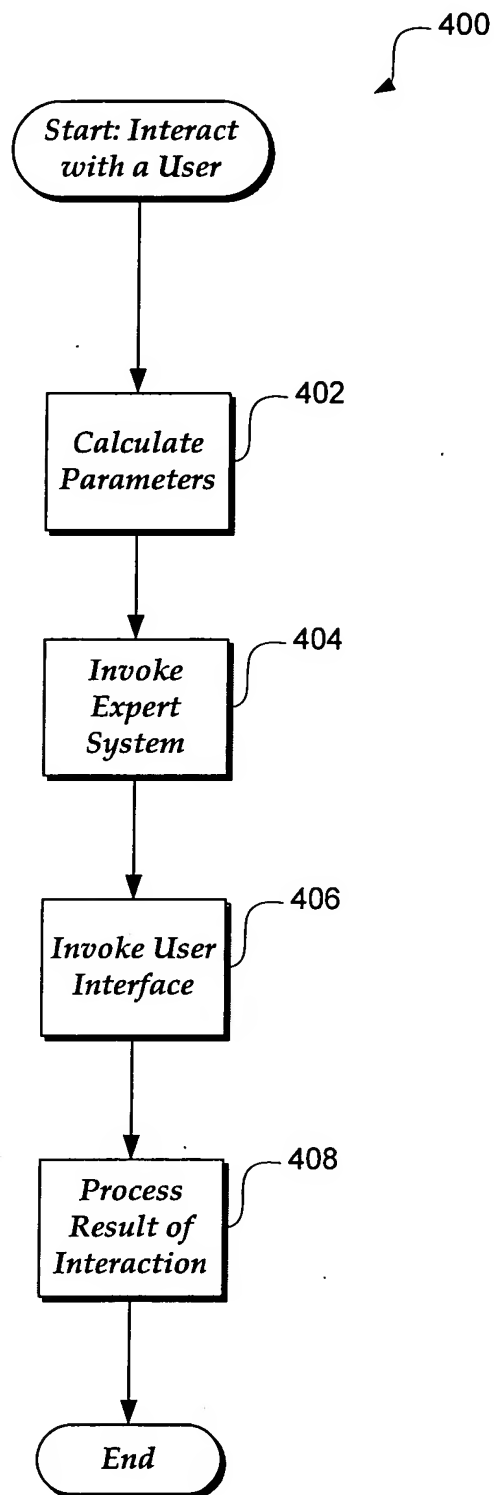 400
Start: Interact
with a User
402
Calculate
Parameters
404
Invoke
Expert
System
406
Invoke User
Interface
408
Process
Result of
Interaction
End